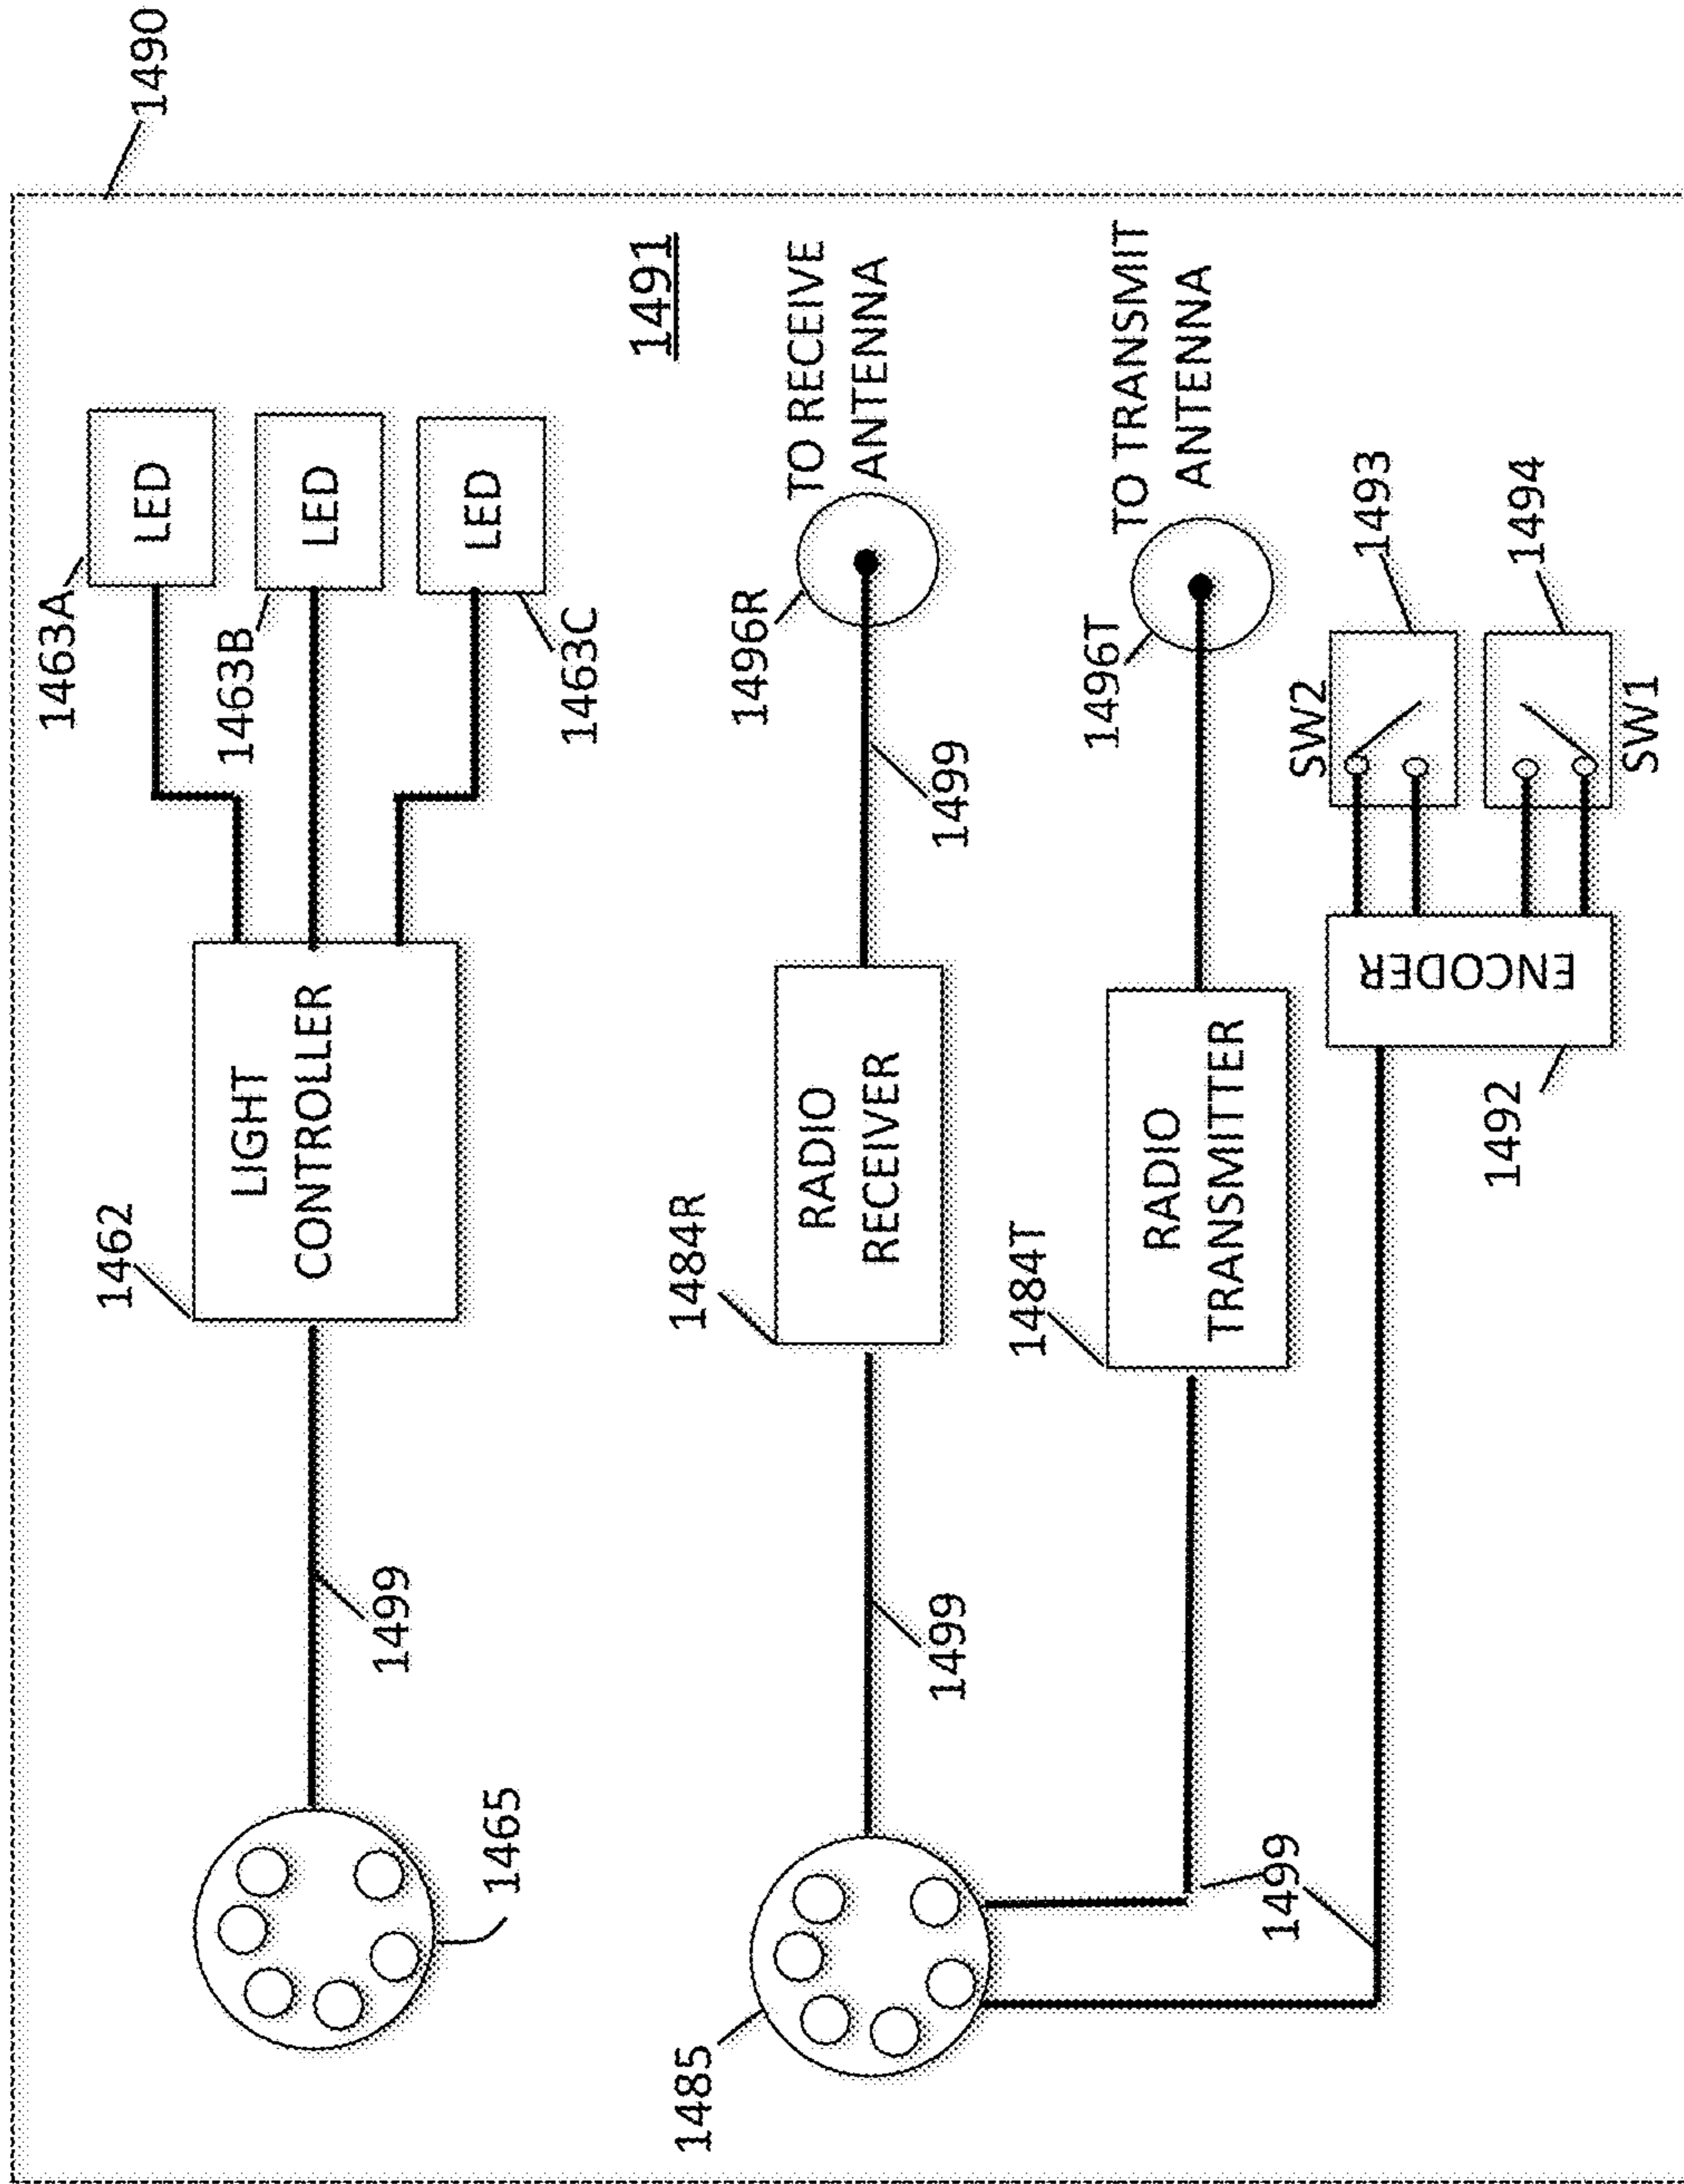 1490
1463A
LED
1463B
LED
LED
1463C
1462
LIGHT
CONTROLLER
1499
1465
1491
TO RECEIVE
ANTENNA
1496R
1499
1484R
RADIO
RECEIVER
1499
1485
TO TRANSMIT
ANTENNA
1496T
1484T
RADIO
TRANSMITTER
1499
SW2
1493
1494
SW1
ENCODER
1492